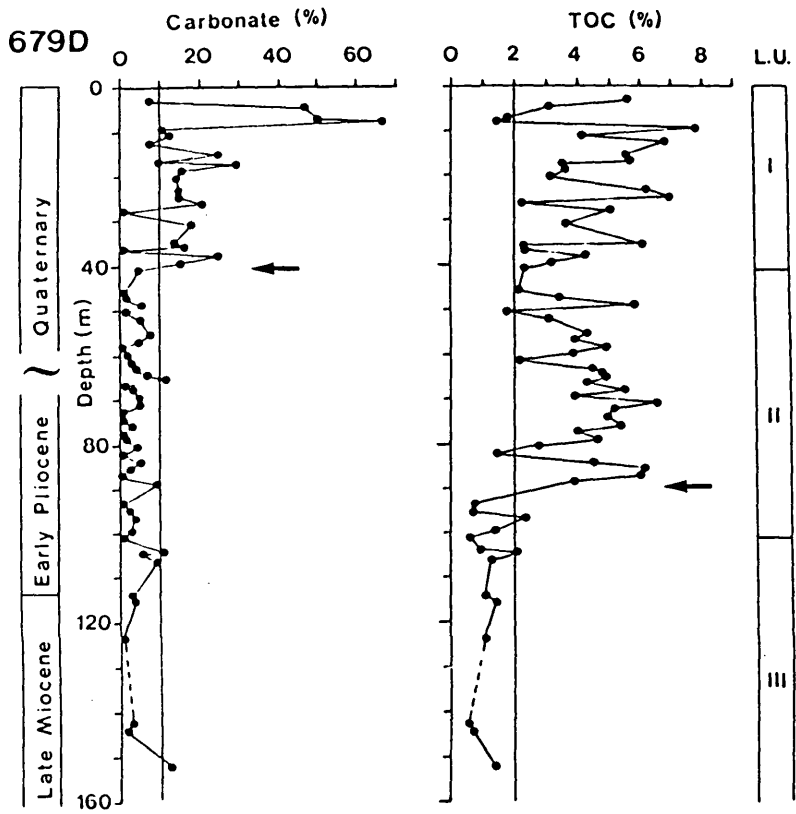 679D
Carbonate (%)
TOC (%)
0 20 40 60
0 2 4 6 8
L.U.
0
40
80
120
160
Depth (m)
Quaternary
~
Early Pliocene
Late Miocene
I
II
III